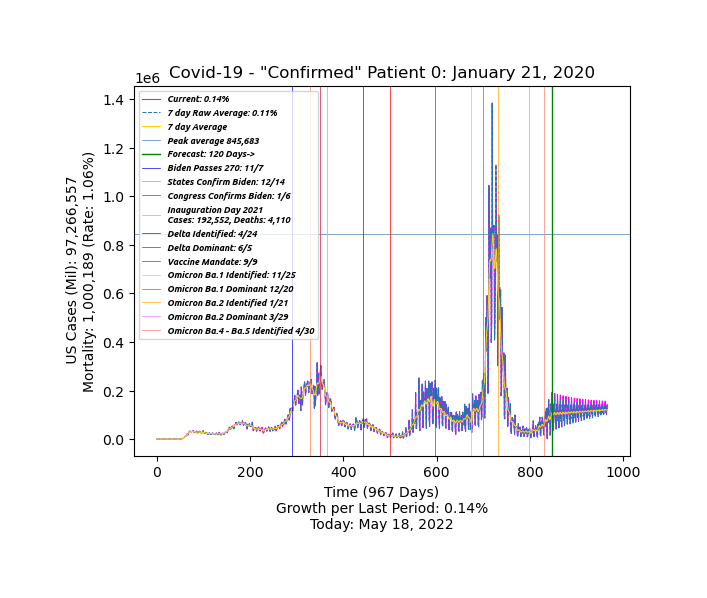 Covid-19 - "Confirmed" Patient 0: January 21, 2020
1e6
1.4
1.2
1.0
0.8
0.6
0.4
0.2
0.0
US Cases (Mil): 97,266,557
Mortality: 1,000,189 (Rate: 1.06%)
Current: 0.14%
7 day Raw Average: 0.11%
7 day Average
Peak average 845,683
Forecast: 120 Days->
Biden Passes 270: 11/7
States Confirm Biden: 12/14
Congress Confirms Biden: 1/6
Inauguration Day 2021
Cases: 192,552, Deaths: 4,110
Delta Identified: 4/24
Delta Dominant: 6/5
Vaccine Mandate: 9/9
Omicron Ba.1 Identified: 11/25
Omicron Ba.1 Dominant 12/20
Omicron Ba.2 Identified 1/21
Omicron Ba.2 Dominant 3/29
Omicron Ba.4 - Ba.5 Identified 4/30
0 200 400 600 800 1000
Time (967 Days)
Growth per Last Period: 0.14%
Today: May 18, 2022